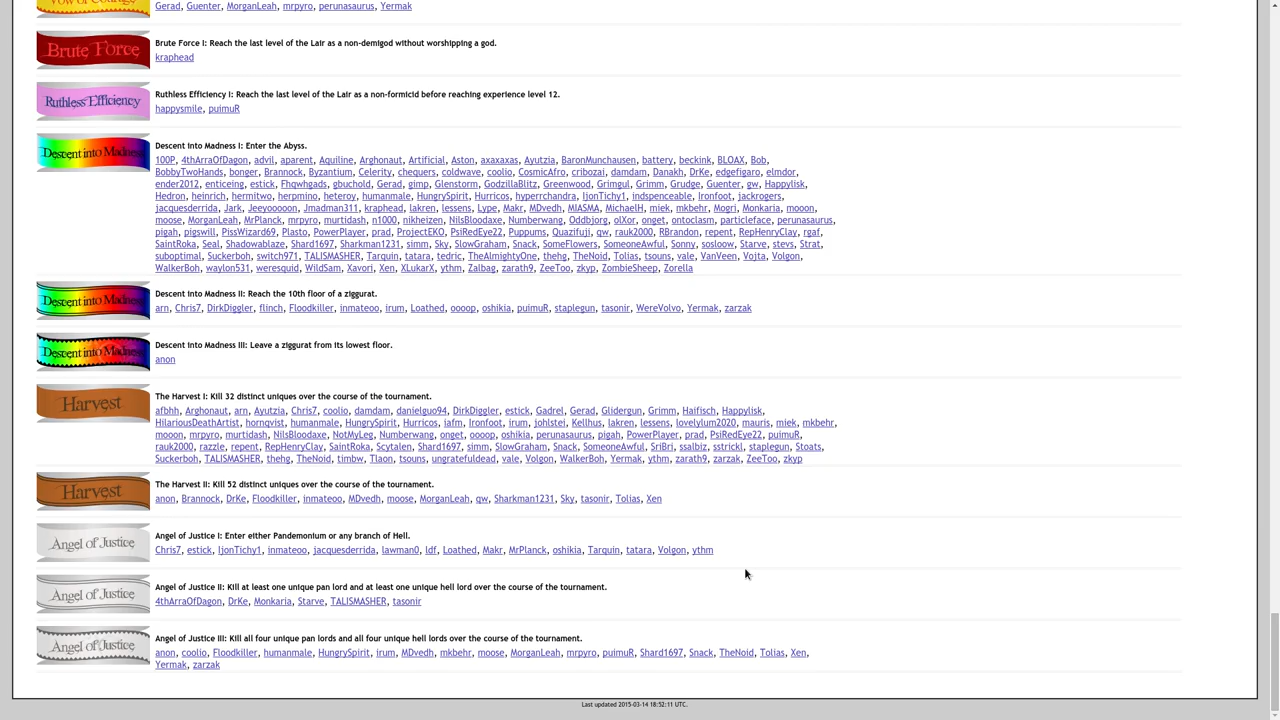 Vow of Courage
Gerad, Guenter, MorganLeah, mrpyro, perunasaurus, Yermak
Brute Force
Brute Force I: Reach the last level of the Lair as a non-demigod without worshipping a god.
kraphead
Ruthless Efficiency
Ruthless Efficiency I: Reach the last level of the Lair as a non-formicid before reaching experience level 12.
happysmile, puimuR
Descent into Madness
Descent into Madness I: Enter the Abyss.
100P, 4thArraOfDagon, advil, aparent, Aquiline, Arghonaut, Artificial, Aston, axaxaxas, Ayutzia, BaronMunchausen, battery, beckink, BLOAX, Bob,
BobbyTwoHands, bonger, Brannock, Byzantium, Celerity, chequers, coldwave, coolio, CosmicAfro, cribozai, damdam, Danakh, DrKe, edgefigaro, elmdor,
ender2012, enticeing, estick, Fhqwhgads, gbuchold, Gerad, gimp, Glenstorm, GodzillaBlitz, Greenwood, Grimgul, Grimm, Grudge, Guenter, gw, Happylisk,
Hedron, heinrich, hermitwo, herpmino, heteroy, humanmale, HungrySpirit, Hurricos, hyperrchandra, IjonTichy1, indspenceable, Ironfoot, jackrogers,
jacquesderrida, Jark, Jeeyooooon, Jmadman311, kraphead, lakren, lessens, Lype, Makr, MDvedh, MIASMA, MichaelH, miek, mkbehr, Mogri, Monkaria, mooon,
moose, MorganLeah, MrPlanck, mrpyro, murtidash, n1000, nikheizen, NilsBloodaxe, Numberwang, Oddbjorg, olXor, onget, ontoclasm, particleface, perunasaurus,
pigah, pigswill, PissWizard69, Plasto, PowerPlayer, prad, ProjectEKO, PsiRedEye22, Puppums, Quazifuji, qw, rauk2000, RBrandon, repent, RepHenryClay, rgaf,
SaintRoka, Seal, Shadowblaze, Shard1697, Sharkman1231, simm, Sky, SlowGraham, Snack, SomeFlowers, SomeoneAwful, Sonny, sosloow, Starve, stevs, Strat,
suboptimal, Suckerboh, switch971, TALISMASHER, Tarquin, tatara, tedric, TheAlmightyOne, thehg, TheNoid, Tolias, tsouns, vale, VanVeen, Vojta, Volgon,
WalkerBoh, waylon531, weresquid, WildSam, Xavori, Xen, XLukarX, ythm, Zalbag, zarath9, ZeeToo, zkyp, ZombieSheep, Zorella
Descent into Madness
Descent into Madness II: Reach the 10th floor of a ziggurat.
arn, Chris7, DirkDiggler, flinch, Floodkiller, inmateoo, irum, Loathed, oooop, oshikia, puimuR, staplegun, tasonir, WereVolvo, Yermak, zarzak
Descent into Madness
Descent into Madness III: Leave a ziggurat from its lowest floor.
anon
Harvest
The Harvest I: Kill 32 distinct uniques over the course of the tournament.
afbhh, Arghonaut, arn, Ayutzia, Chris7, coolio, damdam, danielguo94, DirkDiggler, estick, Gadrel, Gerad, Glidergun, Grimm, Haifisch, Happylisk,
HilariousDeathArtist, hornqvist, humanmale, HungrySpirit, Hurricos, iafm, Ironfoot, irum, johlstei, Kellhus, lakren, lessens, lovelylum2020, mauris, miek, mkbehr,
mooon, mrpyro, murtidash, NilsBloodaxe, NotMyLeg, Numberwang, onget, oooop, oshikia, perunasaurus, pigah, PowerPlayer, prad, PsiRedEye22, puimuR,
rauk2000, razzle, repent, RepHenryClay, SaintRoka, Scytalen, Shard1697, simm, SlowGraham, Snack, SomeoneAwful, SriBri, ssalbiz, sstrickl, staplegun, Stoats,
Suckerboh, TALISMASHER, thehg, TheNoid, timbw, Tlaon, tsouns, ungratefuldead, vale, Volgon, WalkerBoh, Yermak, ythm, zarath9, zarzak, ZeeToo, zkyp
Harvest
The Harvest II: Kill 52 distinct uniques over the course of the tournament.
anon, Brannock, DrKe, Floodkiller, inmateoo, MDvedh, moose, MorganLeah, qw, Sharkman1231, Sky, tasonir, Tolias, Xen
Angel of Justice
Angel of Justice I: Enter either Pandemonium or any branch of Hell.
Chris7, estick, IjonTichy1, inmateoo, jacquesderrida, lawman0, ldf, Loathed, Makr, MrPlanck, oshikia, Tarquin, tatara, Volgon, ythm
Angel of Justice
Angel of Justice II: Kill at least one unique pan lord and at least one unique hell lord over the course of the tournament.
4thArraOfDagon, DrKe, Monkaria, Starve, TALISMASHER, tasonir
Angel of Justice
Angel of Justice III: Kill all four unique pan lords and all four unique hell lords over the course of the tournament.
anon, coolio, Floodkiller, humanmale, HungrySpirit, irum, MDvedh, mkbehr, moose, MorganLeah, mrpyro, puimuR, Shard1697, Snack, TheNoid, Tolias, Xen,
Yermak, zarzak
Last updated 2015-03-14 18:52:11 UTC.